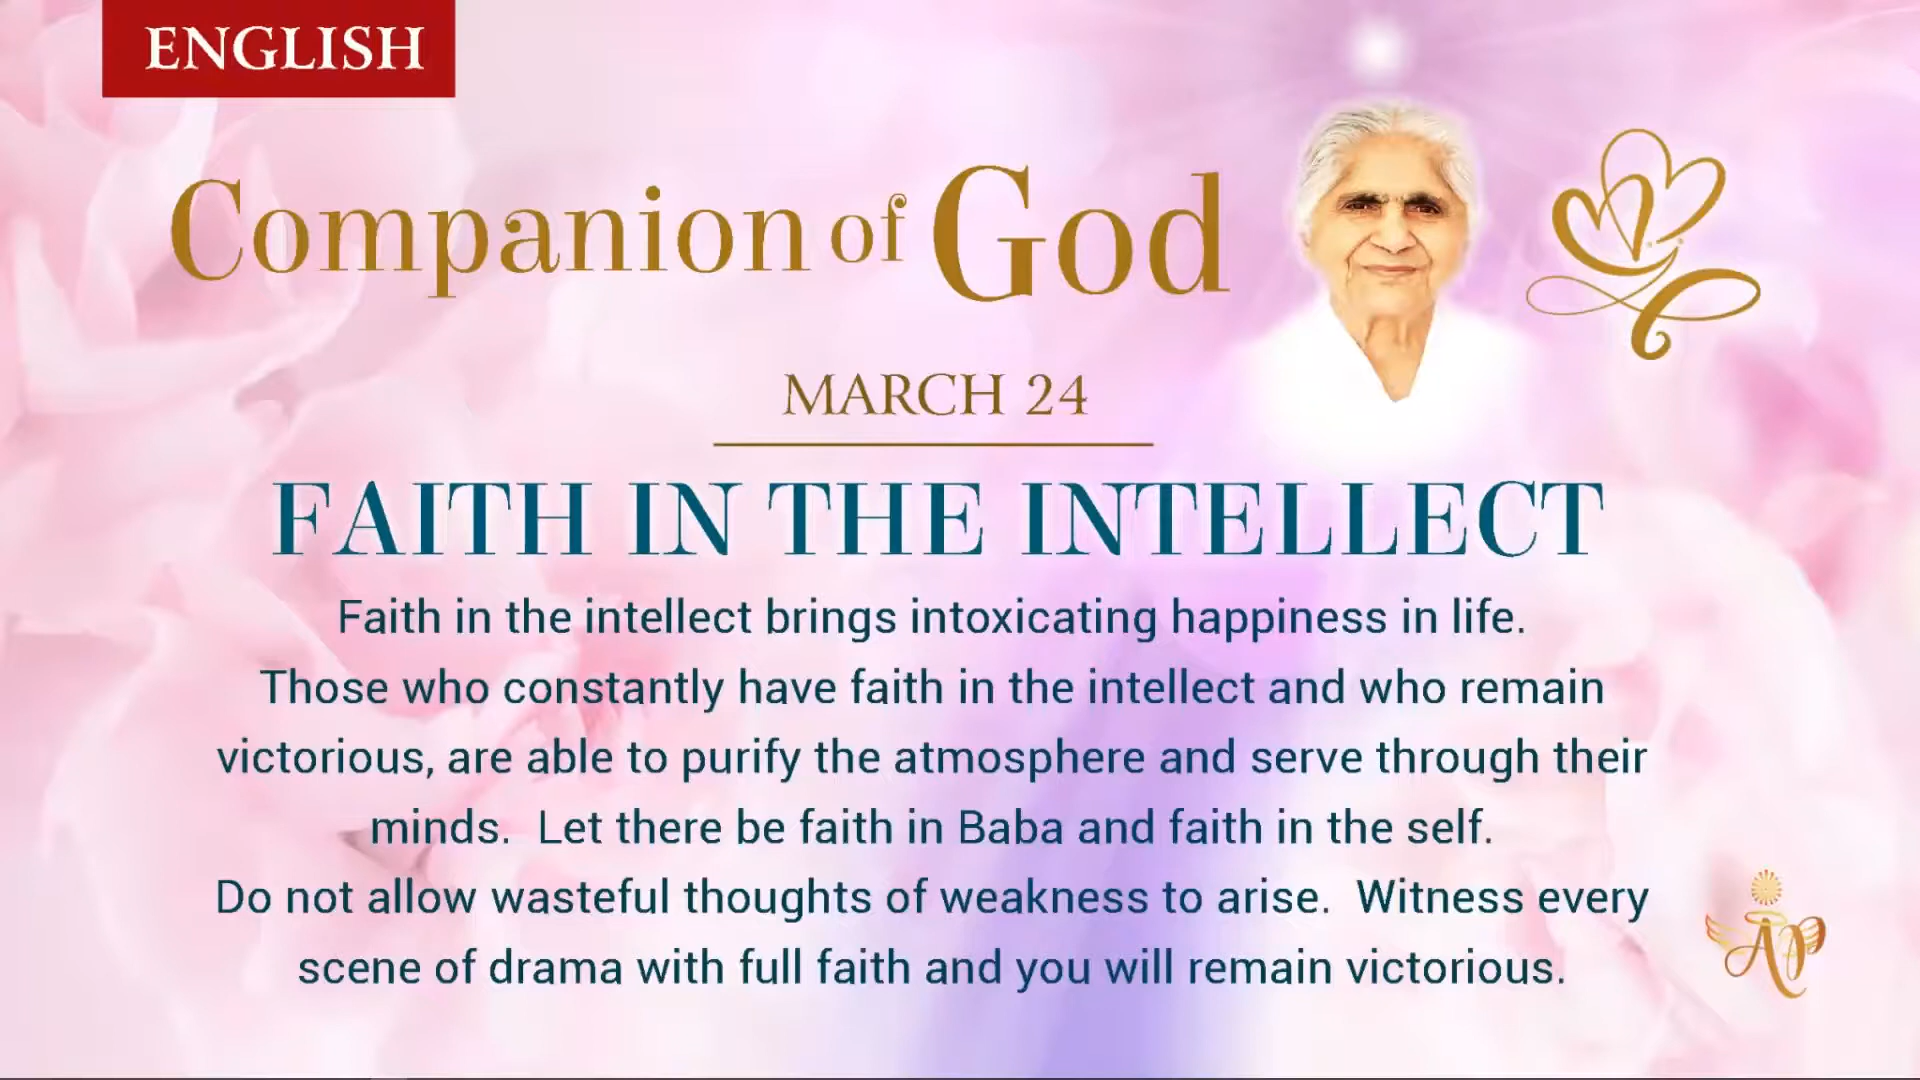 ENGLISH
Companion of God
MARCH 24
FAITH IN THE INTELLECT
Faith in the intellect brings intoxicating happiness in life.
Those who constantly have faith in the intellect and who remain
victorious, are able to purify the atmosphere and serve through their
minds.  Let there be faith in Baba and faith in the self.
Do not allow wasteful thoughts of weakness to arise.  Witness every
scene of drama with full faith and you will remain victorious.